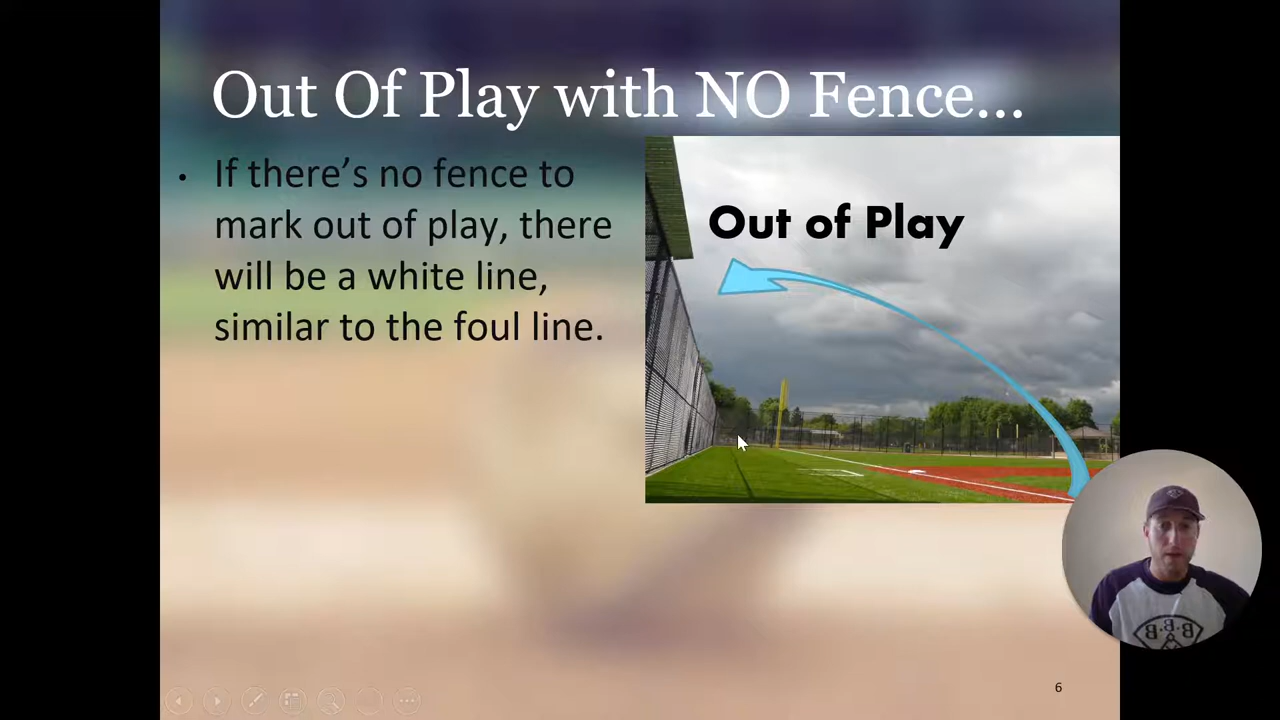 Out Of Play with NO Fence...
• If there’s no fence to
mark out of play, there
will be a white line,
similar to the foul line.
Out of Play
B·B·B
6